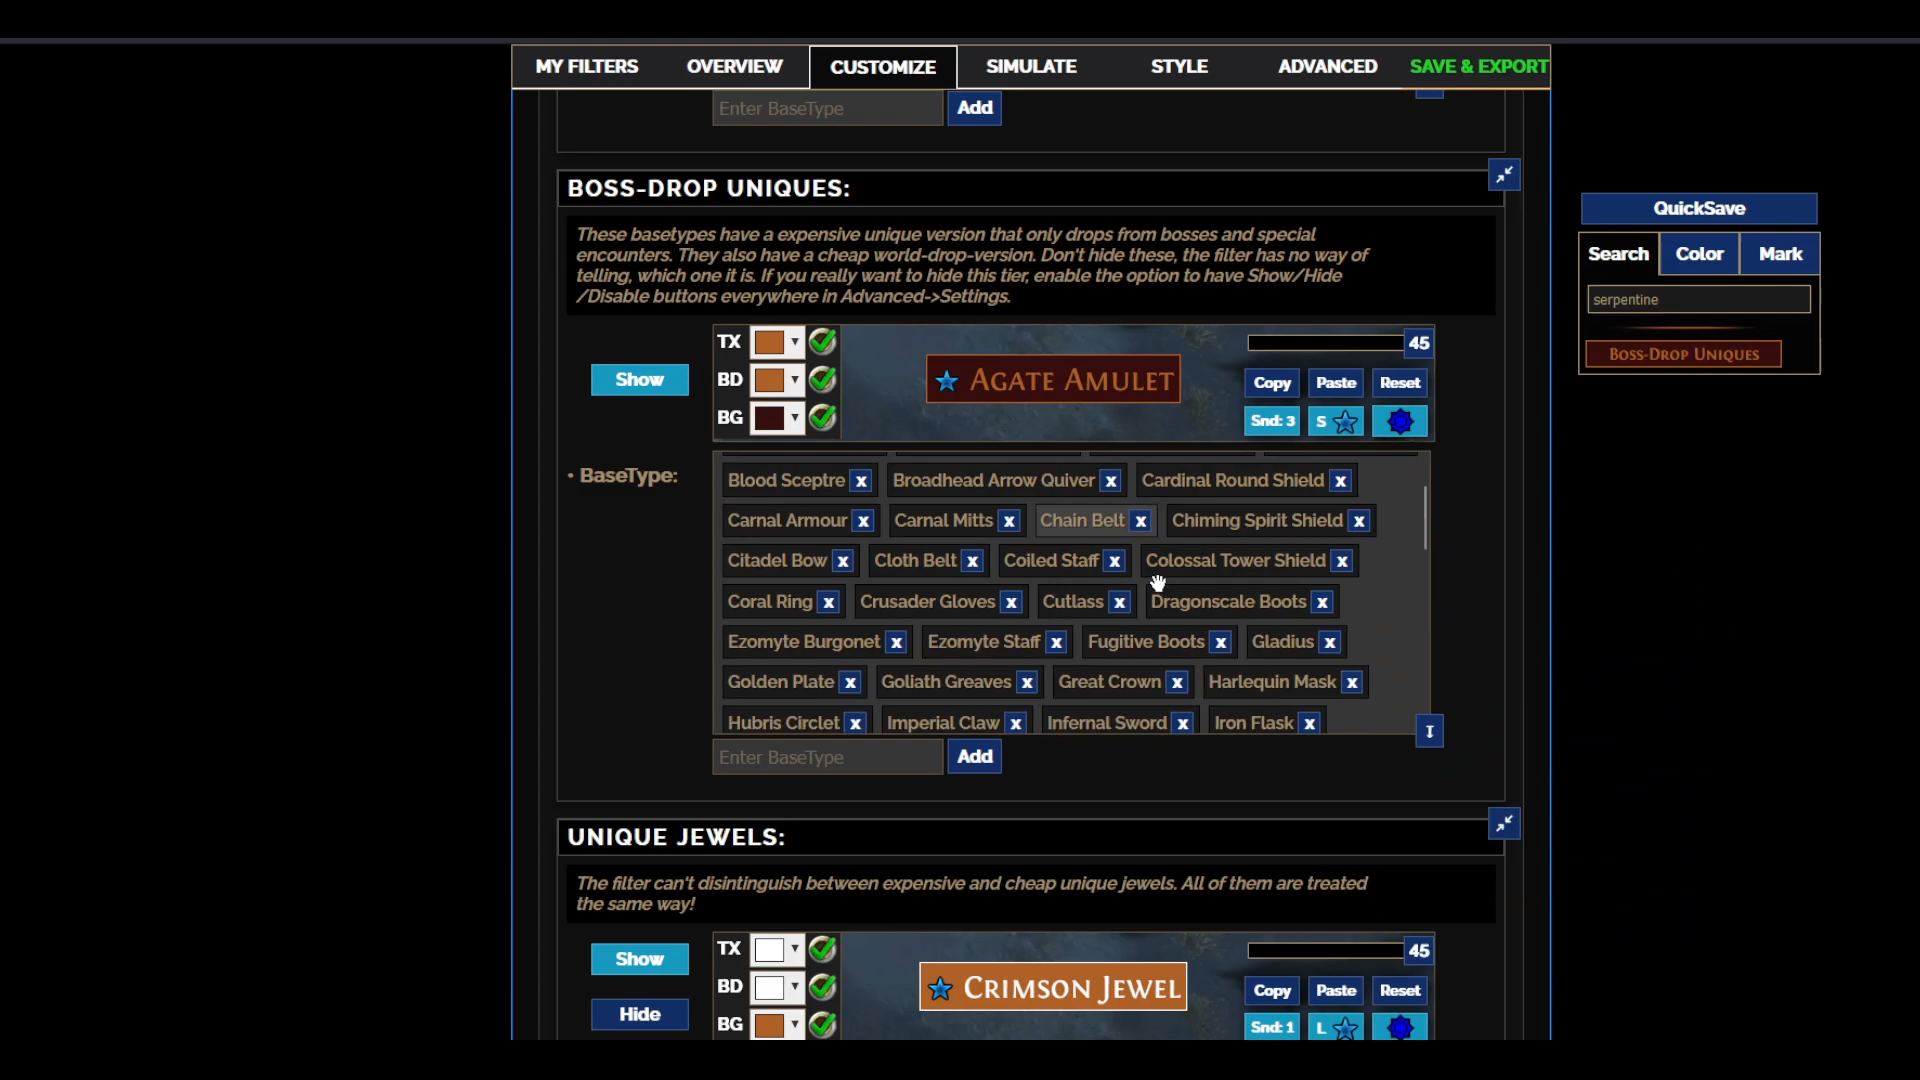 MY FILTERS OVERVIEW CUSTOMIZE SIMULATE STYLE ADVANCED SAVE & EXPORT
Enter BaseType Add
BOSS-DROP UNIQUES:
These basetypes have a expensive unique version that only drops from bosses and special
encounters. They also have a cheap world-drop-version. Don't hide these, the filter has no way of
telling, which one it is. If you really want to hide this tier, enable the option to have Show/Hide
/Disable buttons everywhere in Advanced->Settings.
Show
TX
BD
BG
AGATE AMULET
45
Copy Paste Reset
Snd: 3 S
• BaseType:
Blood Sceptre x Broadhead Arrow Quiver x Cardinal Round Shield x
Carnal Armour x Carnal Mitts x Chain Belt x Chiming Spirit Shield x
Citadel Bow x Cloth Belt x Coiled Staff x Colossal Tower Shield x
Coral Ring x Crusader Gloves x Cutlass x Dragonscale Boots x
Ezomyte Burgonet x Ezomyte Staff x Fugitive Boots x Gladius x
Golden Plate x Goliath Greaves x Great Crown x Harlequin Mask x
Hubris Circlet x Imperial Claw x Infernal Sword x Iron Flask x
Enter BaseType Add
UNIQUE JEWELS:
The filter can't disintinguish between expensive and cheap unique jewels. All of them are treated
the same way!
Show
Hide
TX
BD
BG
CRIMSON JEWEL
45
Copy Paste Reset
Snd: 1 L
QuickSave
Search Color Mark
serpentine
BOSS-DROP UNIQUES